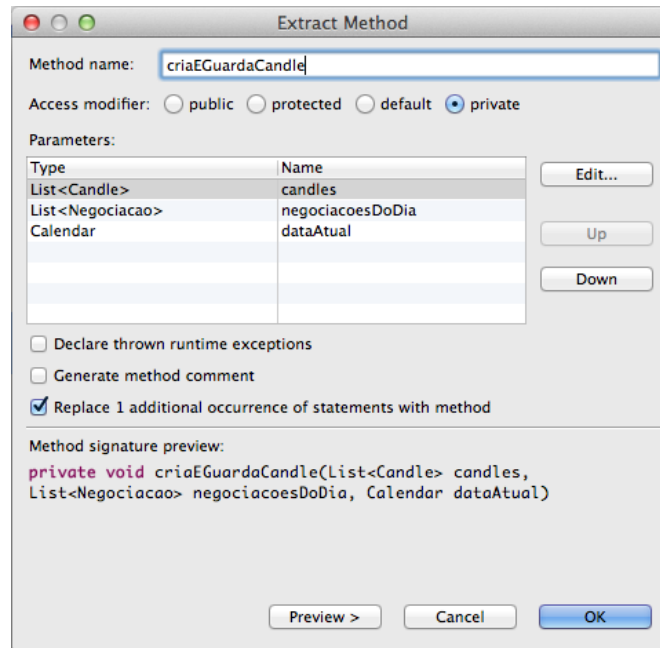 Extract Method
Method name: criaEGuardaCandle
Access modifier: public protected default private
Parameters:
Type Name
List<Candle> candles
Edit...
List<Negociacao> negociacoesDoDia
Calendar dataAtual
Up
Down
Declare thrown runtime exceptions
Generate method comment
Replace 1 additional occurrence of statements with method
Method signature preview:
private void criaEGuardaCandle(List<Candle> candles,
List<Negociacao> negociacoesDoDia, Calendar dataAtual)
Preview > Cancel OK